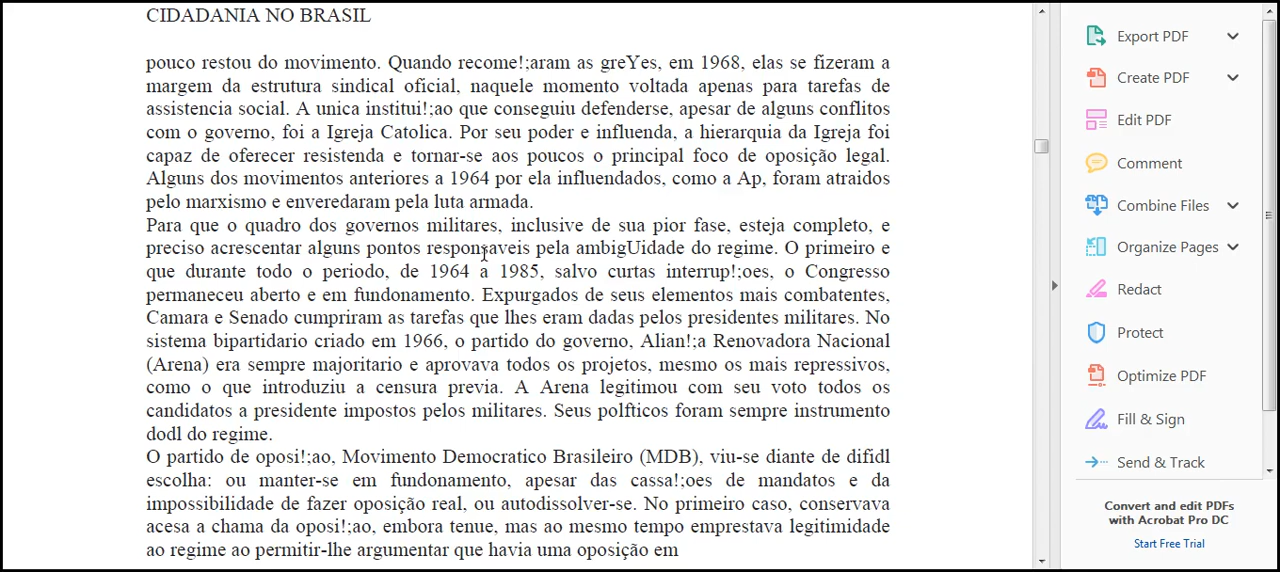 CIDADANIA NO BRASIL
pouco restou do movimento. Quando recome!;aram as greYes, em 1968, elas se fizeram a
margem da estrutura sindical oficial, naquele momento voltada apenas para tarefas de
assistencia social. A unica institui!;ao que conseguiu defenderse, apesar de alguns conflitos
com o governo, foi a Igreja Catolica. Por seu poder e influenda, a hierarquia da Igreja foi
capaz de oferecer resistenda e tornar-se aos poucos o principal foco de oposição legal.
Alguns dos movimentos anteriores a 1964 por ela influendados, como a Ap, foram atraidos
pelo marxismo e enveredaram pela luta armada.
Para que o quadro dos governos militares, inclusive de sua pior fase, esteja completo, e
preciso acrescentar alguns pontos responsaveis pela ambigUidade do regime. O primeiro e
que durante todo o periodo, de 1964 a 1985, salvo curtas interrup!;oes, o Congresso
permaneceu aberto e em fundonamento. Expurgados de seus elementos mais combatentes,
Camara e Senado cumpriram as tarefas que lhes eram dadas pelos presidentes militares. No
sistema bipartidario criado em 1966, o partido do governo, Alian!;a Renovadora Nacional
(Arena) era sempre majoritario e aprovava todos os projetos, mesmo os mais repressivos,
como o que introduziu a censura previa. A Arena legitimou com seu voto todos os
candidatos a presidente impostos pelos militares. Seus polfticos foram sempre instrumento
dodl do regime.
O partido de oposi!;ao, Movimento Democratico Brasileiro (MDB), viu-se diante de difidl
escolha: ou manter-se em fundonamento, apesar das cassa!;oes de mandatos e da
impossibilidade de fazer oposição real, ou autodissolver-se. No primeiro caso, conservava
acesa a chama da oposi!;ao, embora tenue, mas ao mesmo tempo emprestava legitimidade
ao regime ao permitir-lhe argumentar que havia uma oposição em
Export PDF
Create PDF
Edit PDF
Comment
Combine Files
Organize Pages
Redact
Protect
Optimize PDF
Fill & Sign
Send & Track
Convert and edit PDFs
with Acrobat Pro DC
Start Free Trial